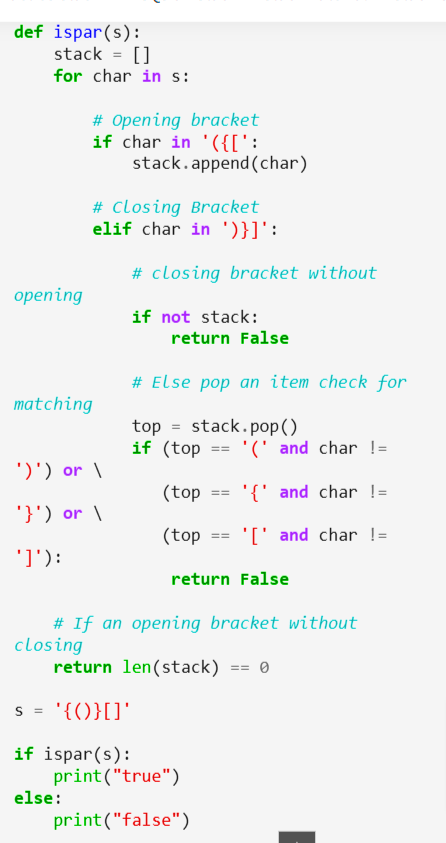 def ispar(s):
    stack = []
    for char in s:

        # Opening bracket
        if char in '({[':
            stack.append(char)

        # Closing Bracket
        elif char in ')}]':

            # closing bracket without
opening
            if not stack:
                return False

            # Else pop an item check for
matching
            top = stack.pop()
            if (top == '(' and char !=
')') or \
               (top == '{' and char !=
'}') or \
               (top == '[' and char !=
']'):
                return False

    # If an opening bracket without
closing
    return len(stack) == 0

s = '{()}[]'

if ispar(s):
    print("true")
else:
    print("false")